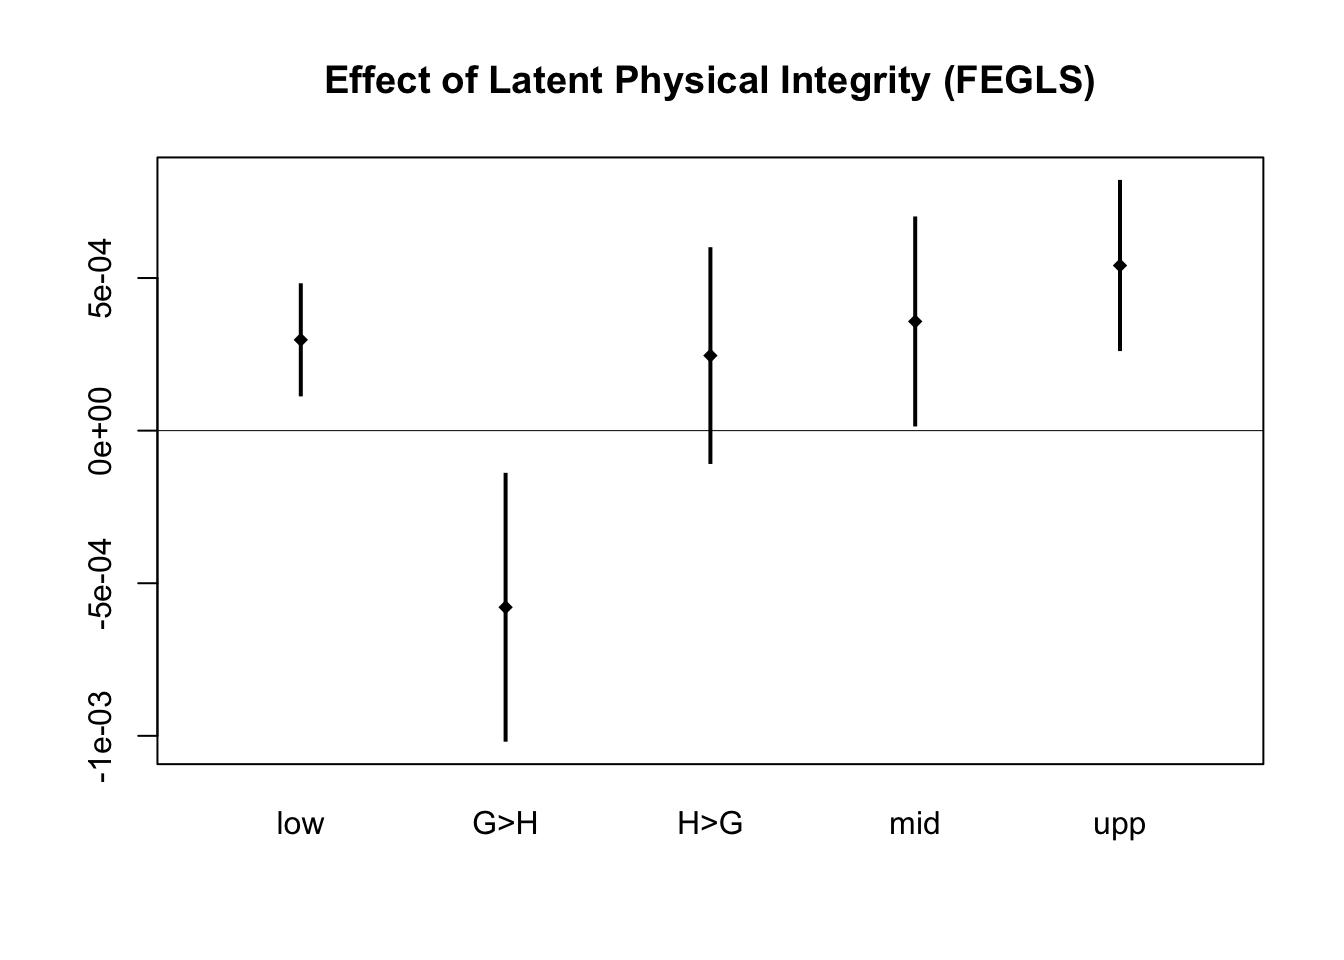 Effect of Latent Physical Integrity (FEGLS)
5e-04
0e+00
-5e-04
-1e-03
low G>H H>G mid upp